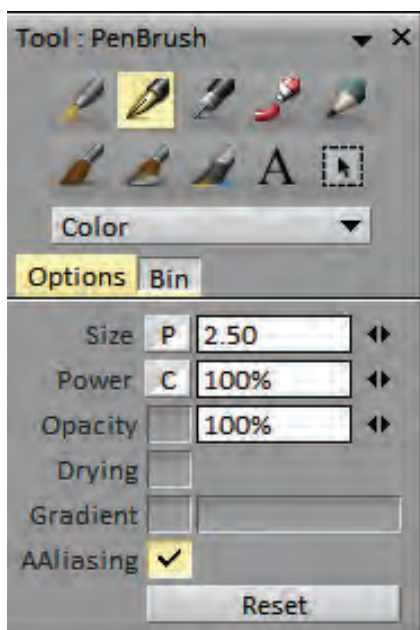 Tool : PenBrush
A
Color
Options Bin
Size P 2.50
Power C 100%
Opacity 100%
Drying
Gradient
AAliasing
Reset